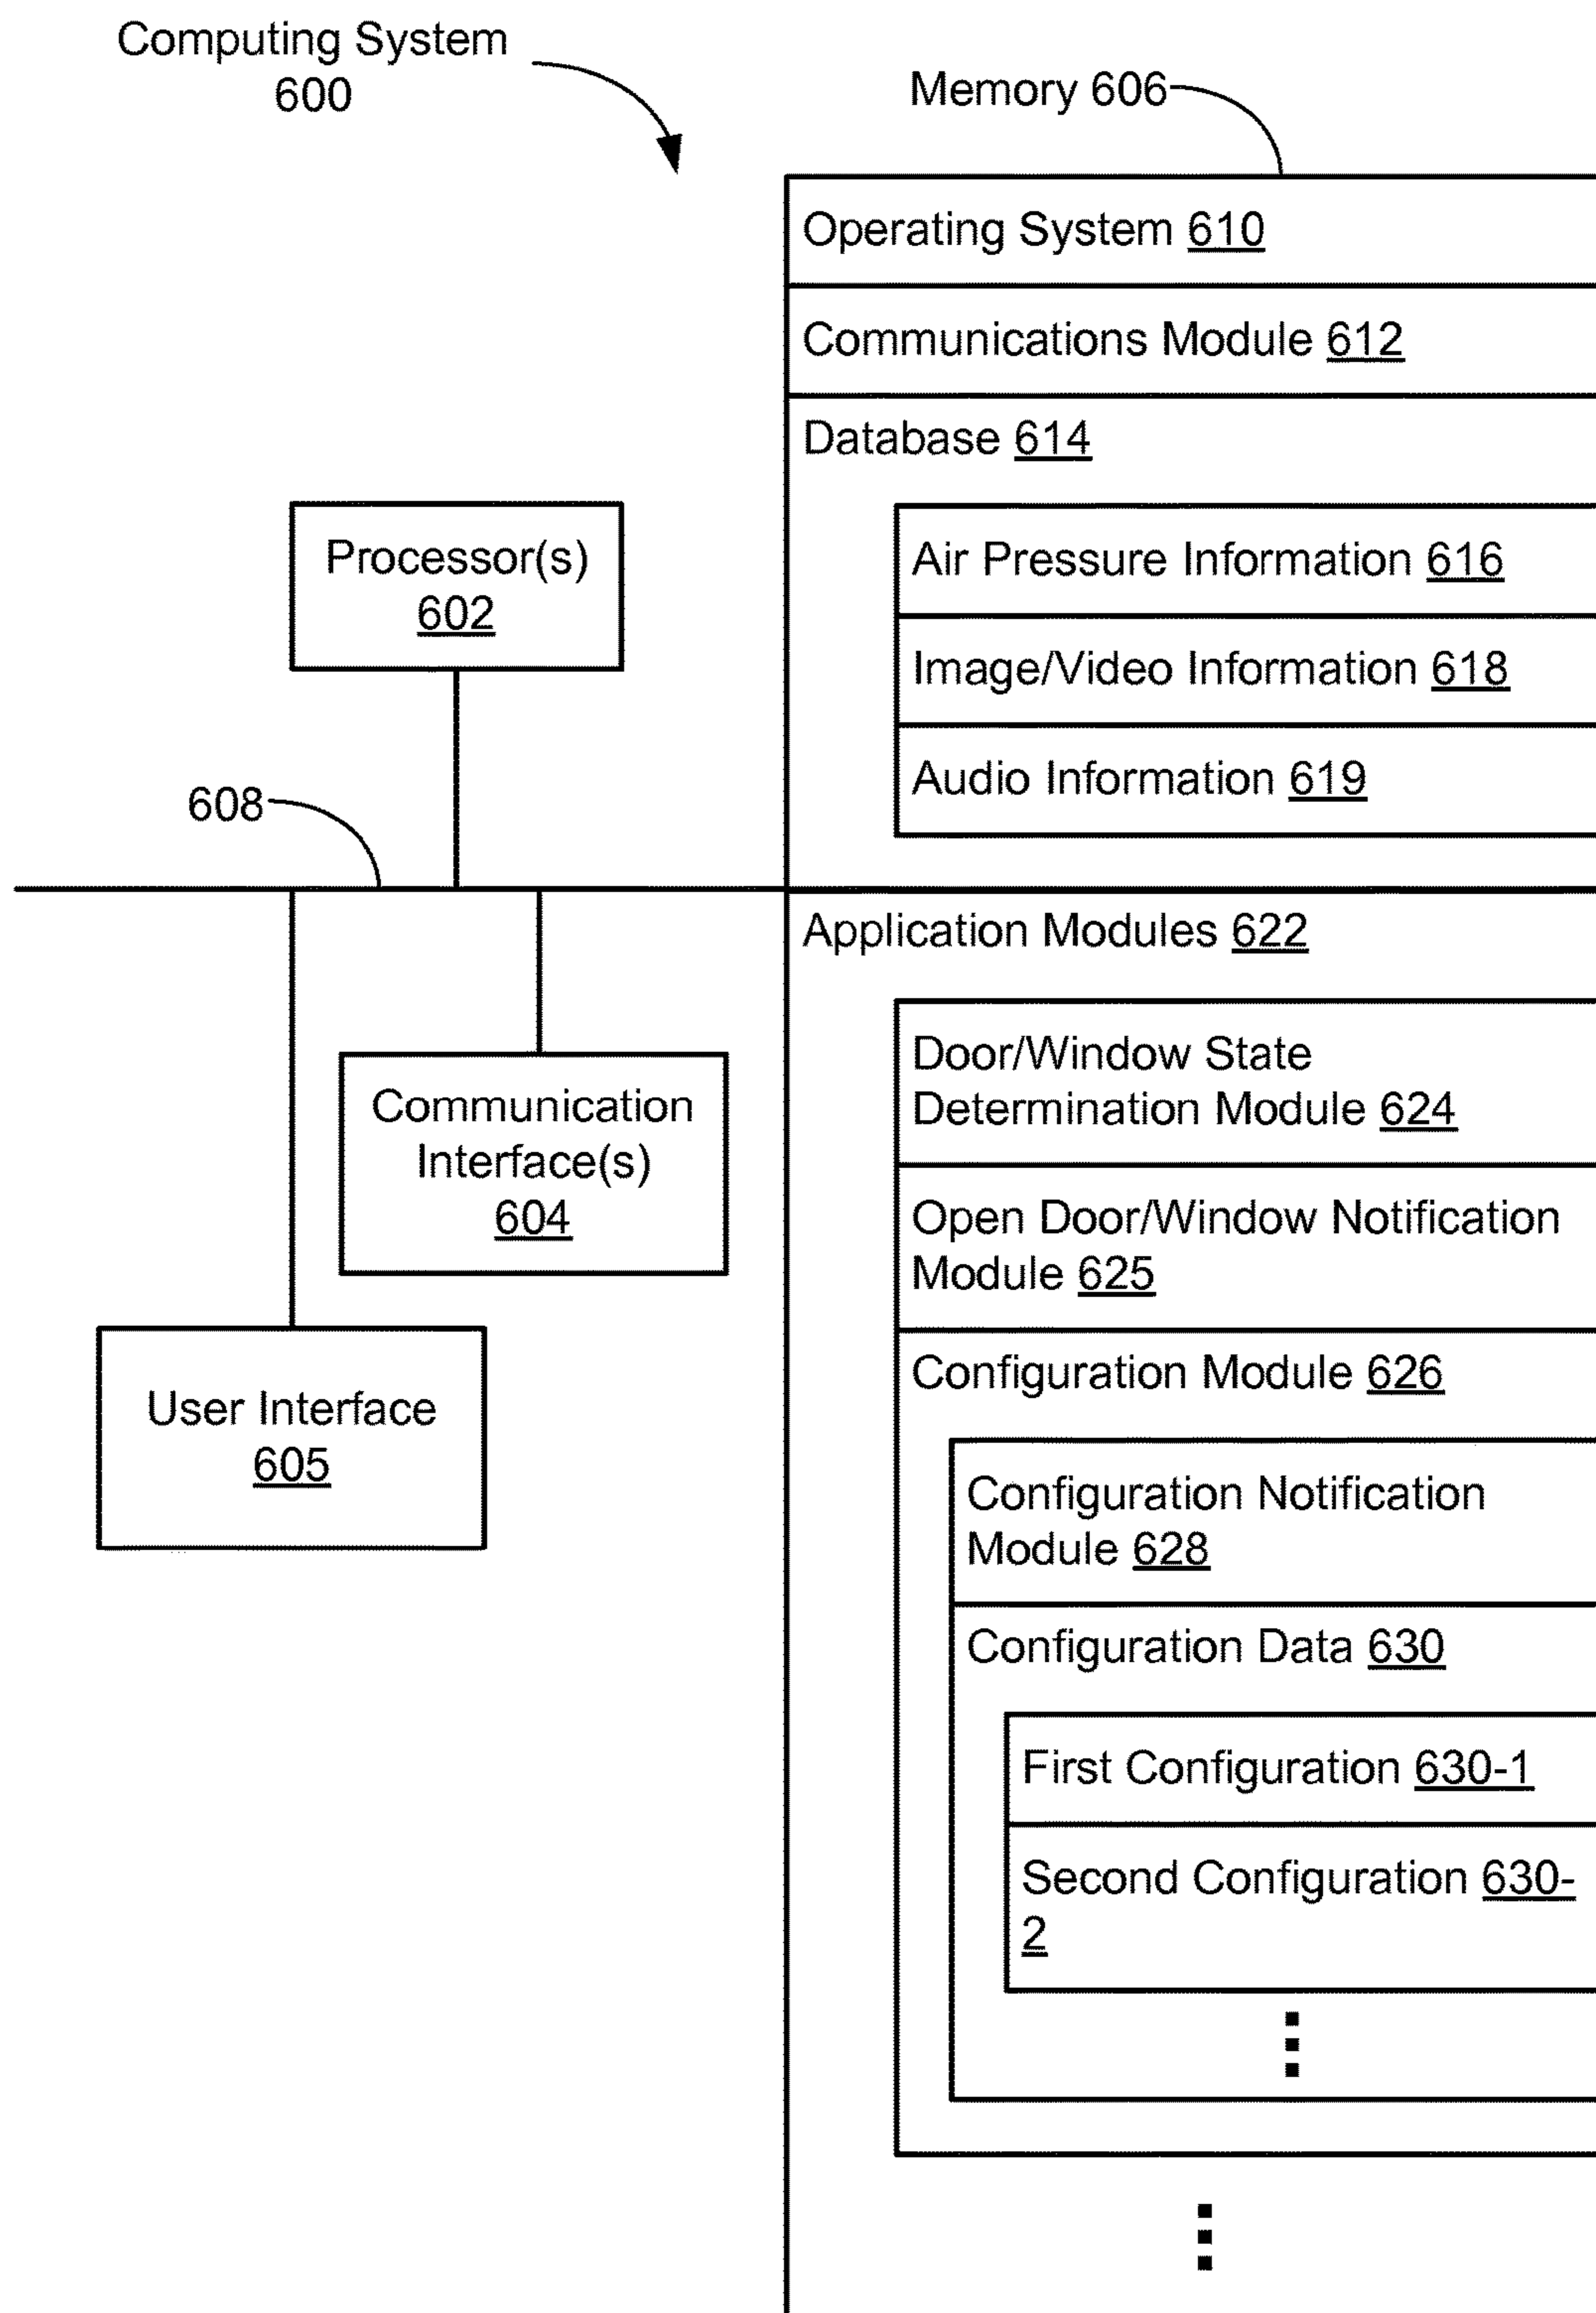 Computing System
600
Memory 606
Operating System 610
Communications Module 612
Database 614
Air Pressure Information 616
Image/Video Information 618
Audio Information 619
Processor(s)
602
608
Application Modules 622
Door/Window State
Determination Module 624
Open Door/Window Notification
Module 625
Configuration Module 626
Configuration Notification
Module 628
Configuration Data 630
First Configuration 630-1
Second Configuration 630-
2
Communication
Interface(s)
604
User Interface
605